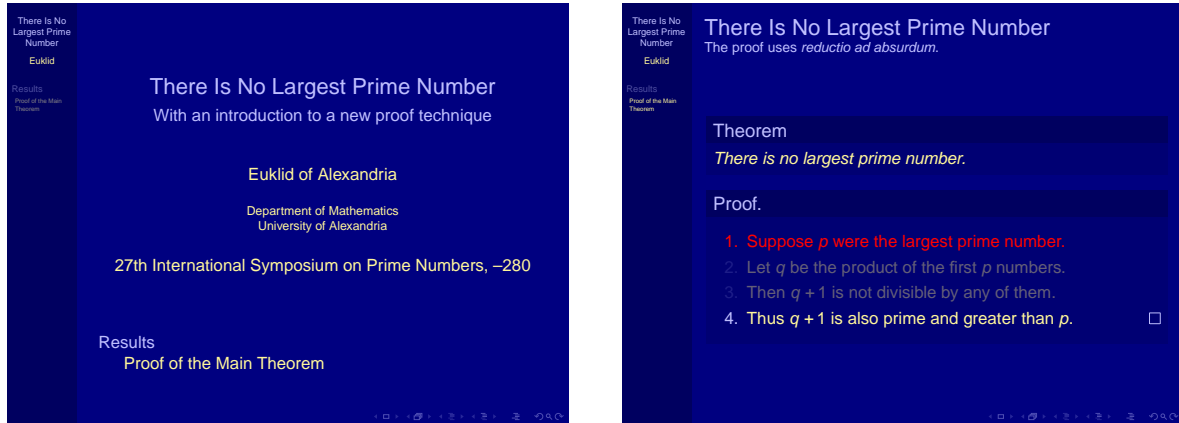 There Is No
Largest Prime
Number
Euklid
Results
Proof of the Main
Theorem
There Is No Largest Prime Number
With an introduction to a new proof technique
Euklid of Alexandria
Department of Mathematics
University of Alexandria
27th International Symposium on Prime Numbers, –280
Results
Proof of the Main Theorem
There Is No
Largest Prime
Number
Euklid
Results
Proof of the Main
Theorem
There Is No Largest Prime Number
The proof uses reductio ad absurdum.
Theorem
There is no largest prime number.
Proof.
1. Suppose p were the largest prime number.
2. Let q be the product of the first p numbers.
3. Then q + 1 is not divisible by any of them.
4. Thus q + 1 is also prime and greater than p. □